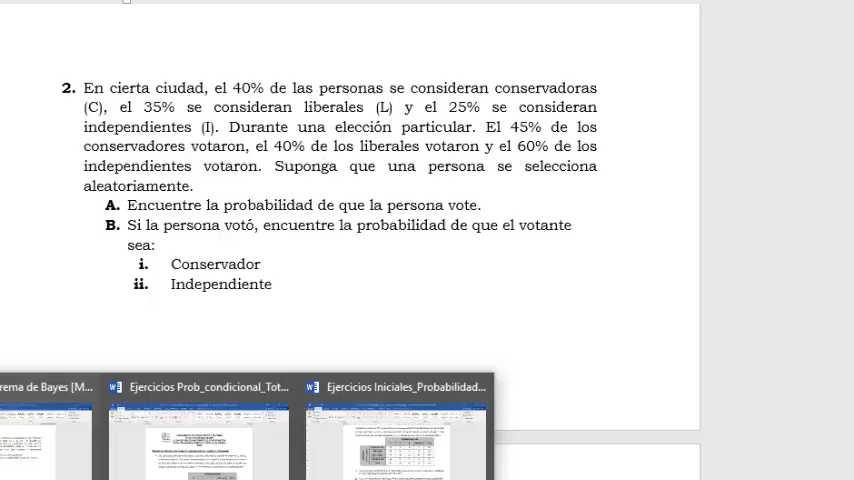 2. En cierta ciudad, el 40% de las personas se consideran conservadoras
(C), el 35% se consideran liberales (L) y el 25% se consideran
independientes (I). Durante una elección particular. El 45% de los
conservadores votaron, el 40% de los liberales votaron y el 60% de los
independientes votaron. Suponga que una persona se selecciona
aleatoriamente.
A. Encuentre la probabilidad de que la persona vote.
B. Si la persona votó, encuentre la probabilidad de que el votante
sea:
i. Conservador
ii. Independiente
rema de Bayes [M... Ejercicios Prob_condicional_Tot... Ejercicios Iniciales_Probabilidad...